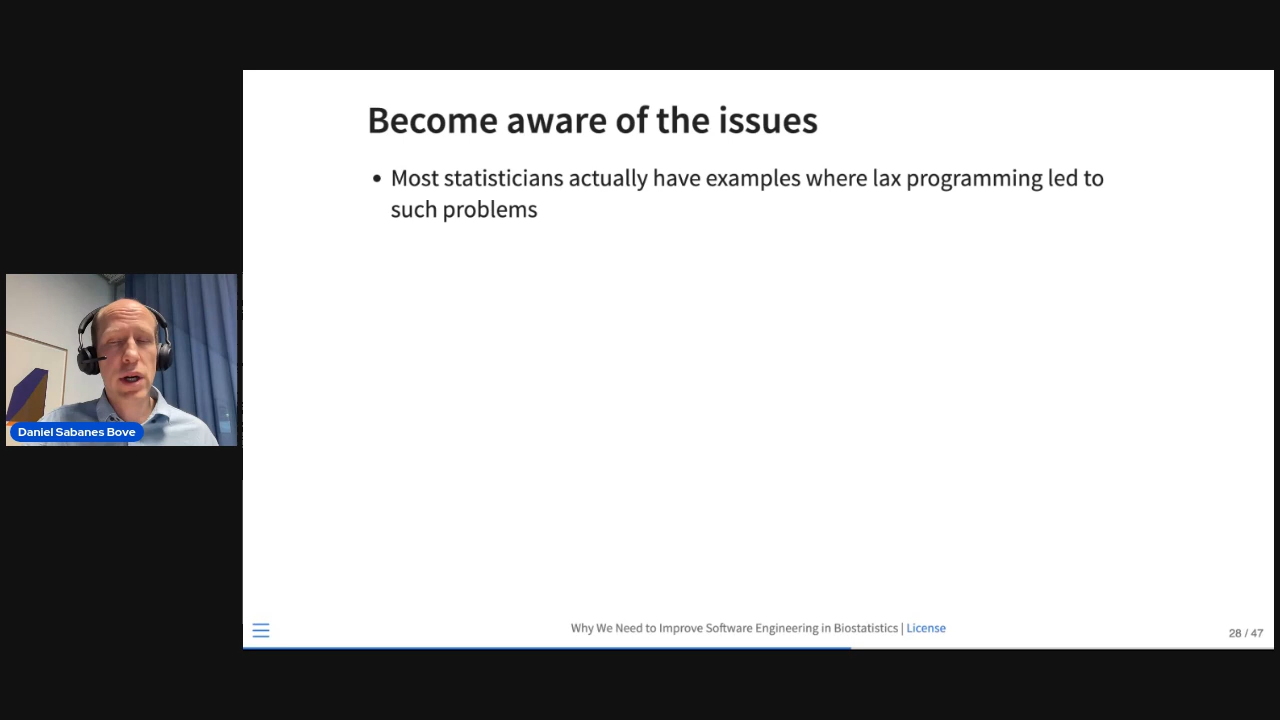 Become aware of the issues
• Most statisticians actually have examples where lax programming led to
such problems
Daniel Sabanes Bove
Why We Need to Improve Software Engineering in Biostatistics | License
28 / 47